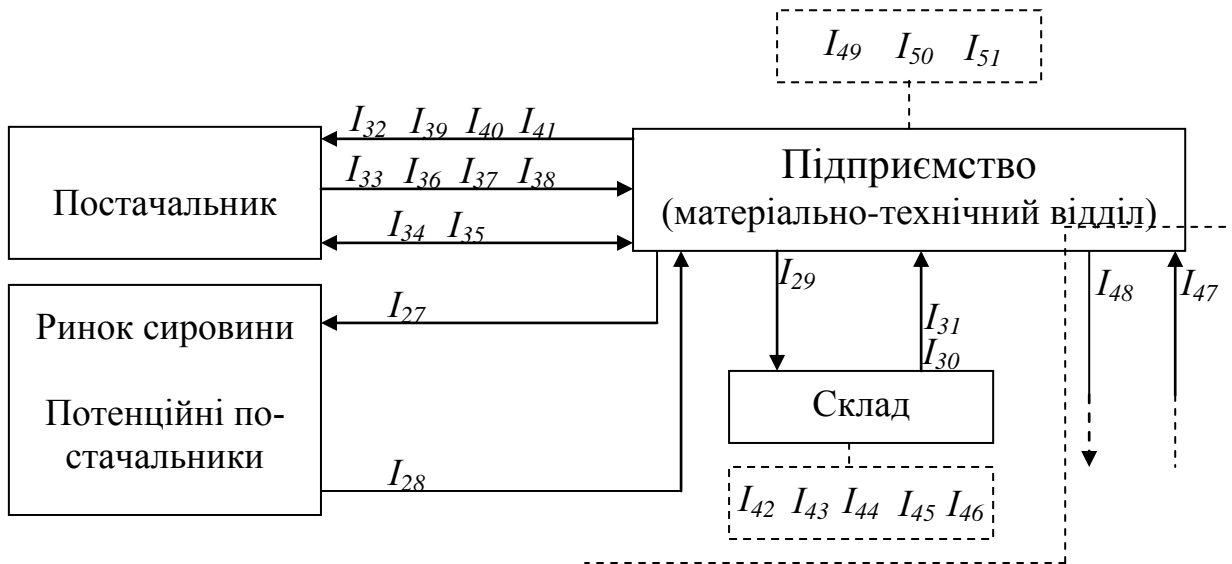 I49 I50 I51
I32 I39 I40 I41
Підприємство
(матеріально-технічний відділ)
I33 I36 I37 I38
Постачальник
I34 I35
I29
I48
I47
I27
Ринок сировини
I31
I30
Потенційні по-
стачальники
Склад
I28
I42 I43 I44 I45 I46